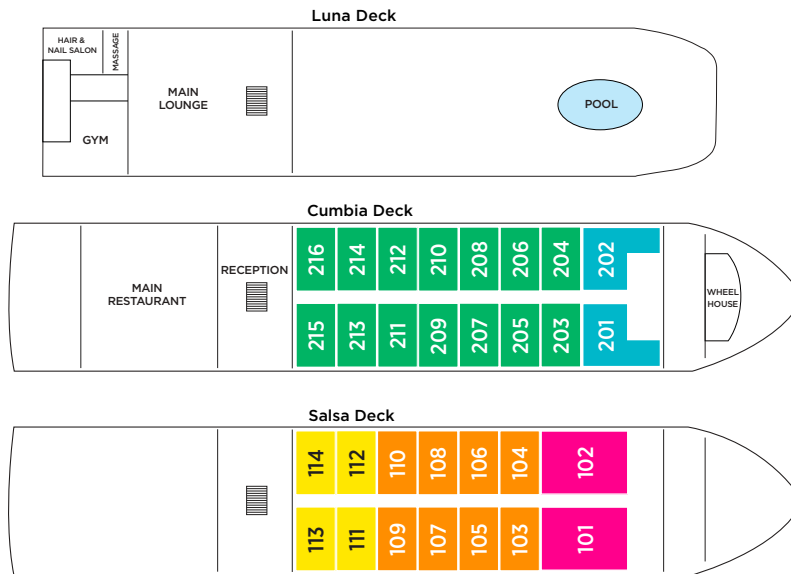 Luna Deck
HAIR &
NAIL SALON
MASSAGE
MAIN
LOUNGE
POOL
GYM
Cumbia Deck
216
214
212
210
208
206
204
202
RECEPTION
MAIN
RESTAURANT
WHEEL
HOUSE
215
213
211
209
207
205
203
201
Salsa Deck
114
112
110
108
106
104
102
113
111
109
107
105
103
101